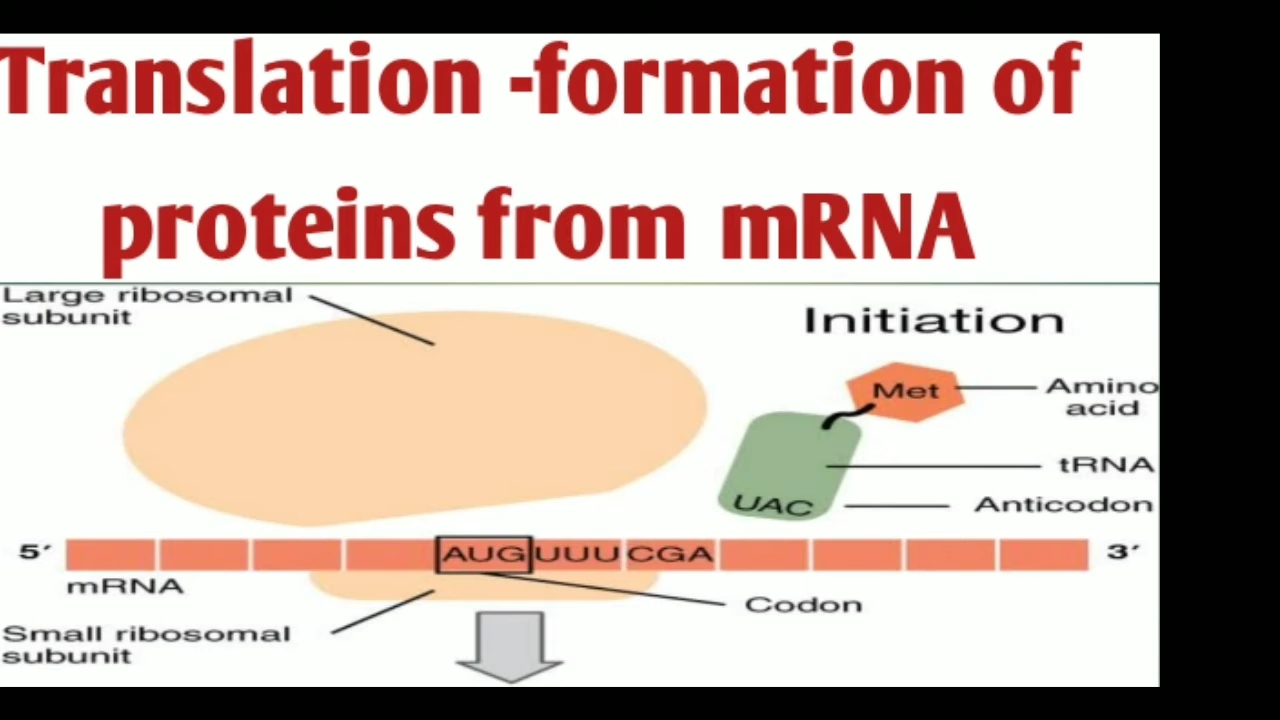 Translation -formation of
proteins from mRNA
Large ribosomal
subunit
Initiation
Met
Amino
acid
tRNA
UAC
Anticodon
5′
AUG UUU CGA
3′
mRNA
Codon
Small ribosomal
subunit